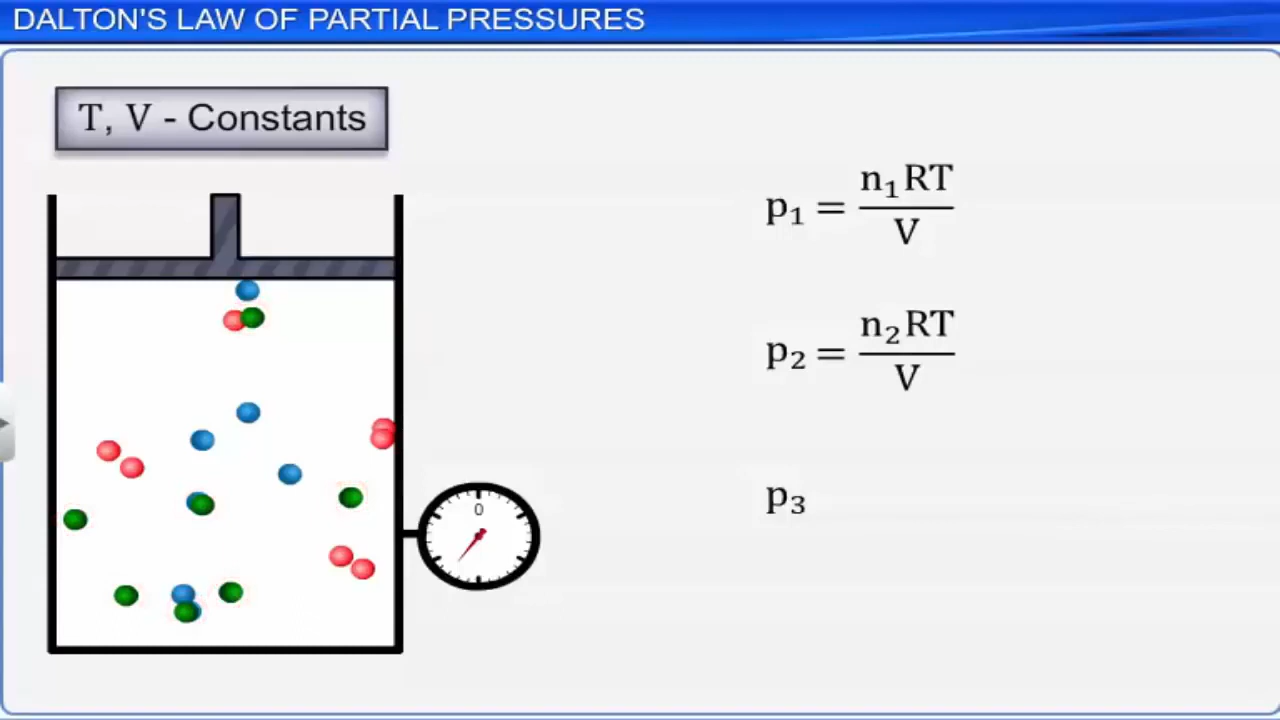 DALTON'S LAW OF PARTIAL PRESSURES
T, V - Constants
p₁ = n₁RT / V
p₂ = n₂RT / V
p₃
0